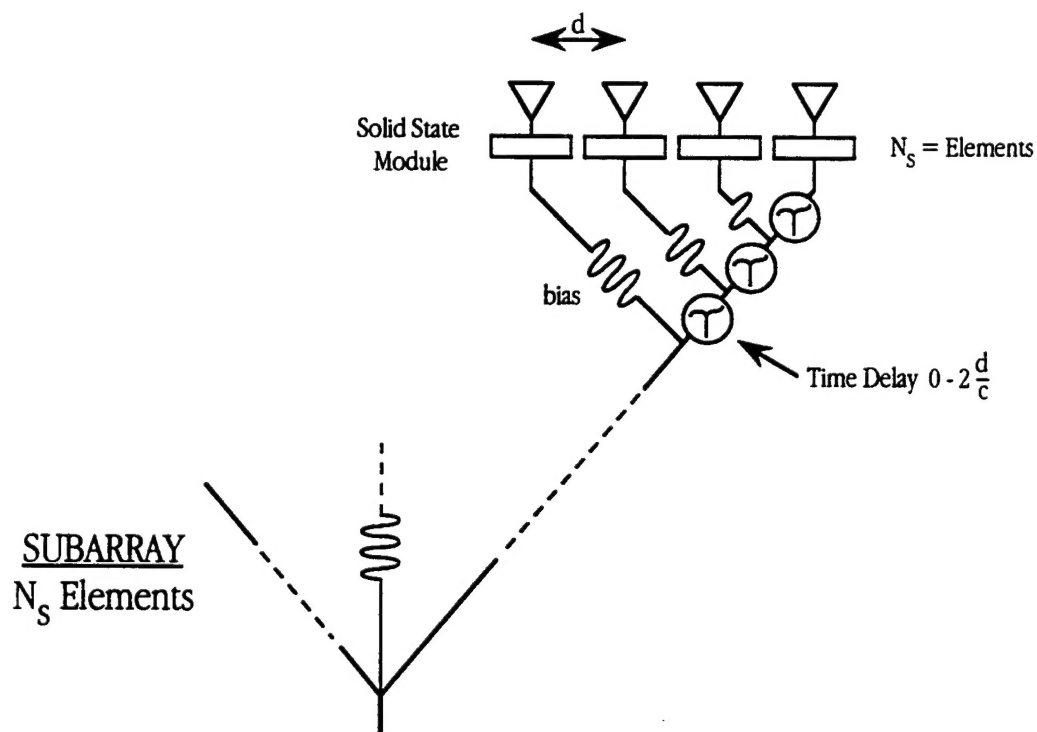 d
Solid State
Module
N_S = Elements
bias
T
T
T
Time Delay 0 - 2 d/c
SUBARRAY
N_S Elements